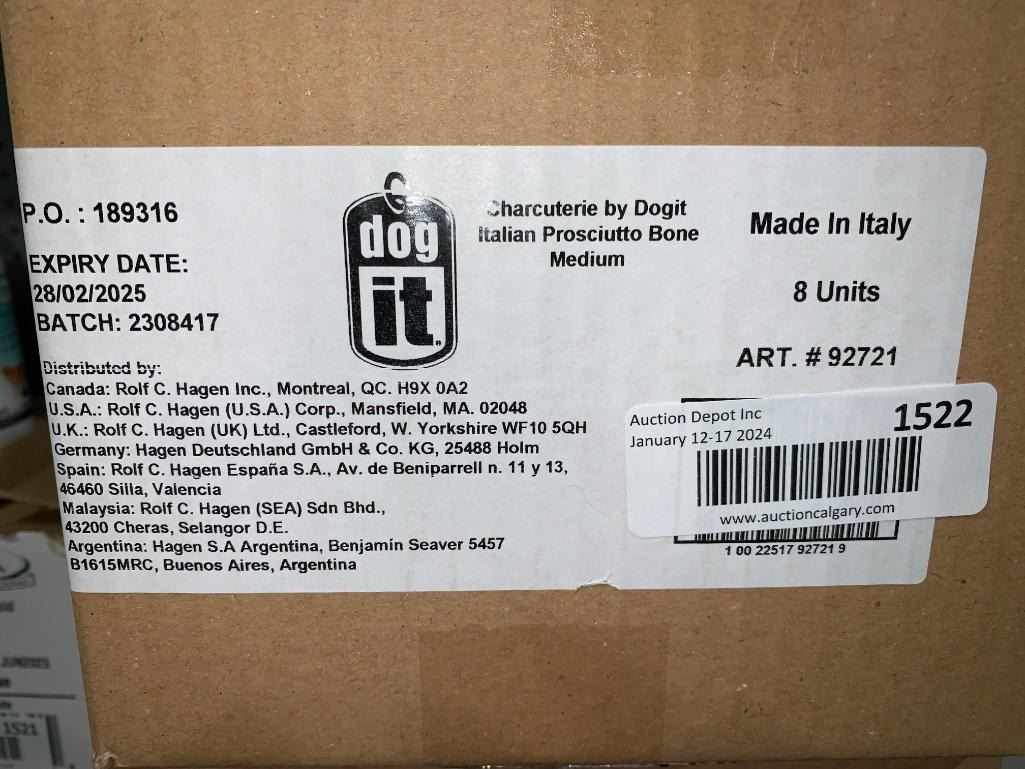 P.O. : 189316
EXPIRY DATE:
28/02/2025
BATCH: 2308417
dog
it
Charcuterie by Dogit
Italian Prosciutto Bone
Medium
Made In Italy
8 Units
ART. # 92721
Distributed by:
Canada: Rolf C. Hagen Inc., Montreal, QC. H9X 0A2
U.S.A.: Rolf C. Hagen (U.S.A.) Corp., Mansfield, MA. 02048
U.K.: Rolf C. Hagen (UK) Ltd., Castleford, W. Yorkshire WF10 5QH
Germany: Hagen Deutschland GmbH & Co. KG, 25488 Holm
Spain: Rolf C. Hagen España S.A., Av. de Beniparrell n. 11 y 13,
46460 Silla, Valencia
Malaysia: Rolf C. Hagen (SEA) Sdn Bhd.,
43200 Cheras, Selangor D.E.
Argentina: Hagen S.A Argentina, Benjamín Seaver 5457
B1615MRC, Buenos Aires, Argentina
Auction Depot Inc
January 12-17 2024
1522
www.auctioncalgary.com
1 00 22517 92721 9
JUN2023
1521